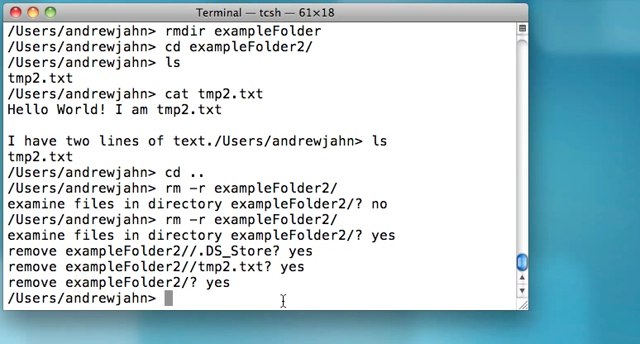 Terminal — tcsh — 61×18
/Users/andrewjahn> rmdir exampleFolder
/Users/andrewjahn> cd exampleFolder2/
/Users/andrewjahn> ls
tmp2.txt
/Users/andrewjahn> cat tmp2.txt
Hello World! I am tmp2.txt
I have two lines of text./Users/andrewjahn> ls
tmp2.txt
/Users/andrewjahn> cd ..
/Users/andrewjahn> rm -r exampleFolder2/
examine files in directory exampleFolder2/? no
/Users/andrewjahn> rm -r exampleFolder2/
examine files in directory exampleFolder2/? yes
remove exampleFolder2//.DS_Store? yes
remove exampleFolder2//tmp2.txt? yes
remove exampleFolder2/? yes
/Users/andrewjahn>